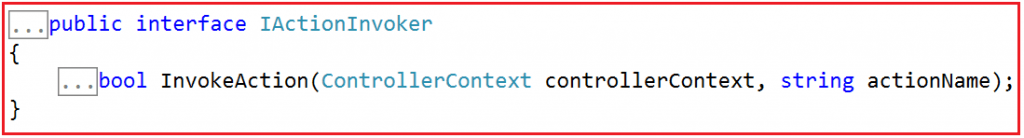 ...public interface IActionInvoker
{
...bool InvokeAction(ControllerContext controllerContext, string actionName);
}